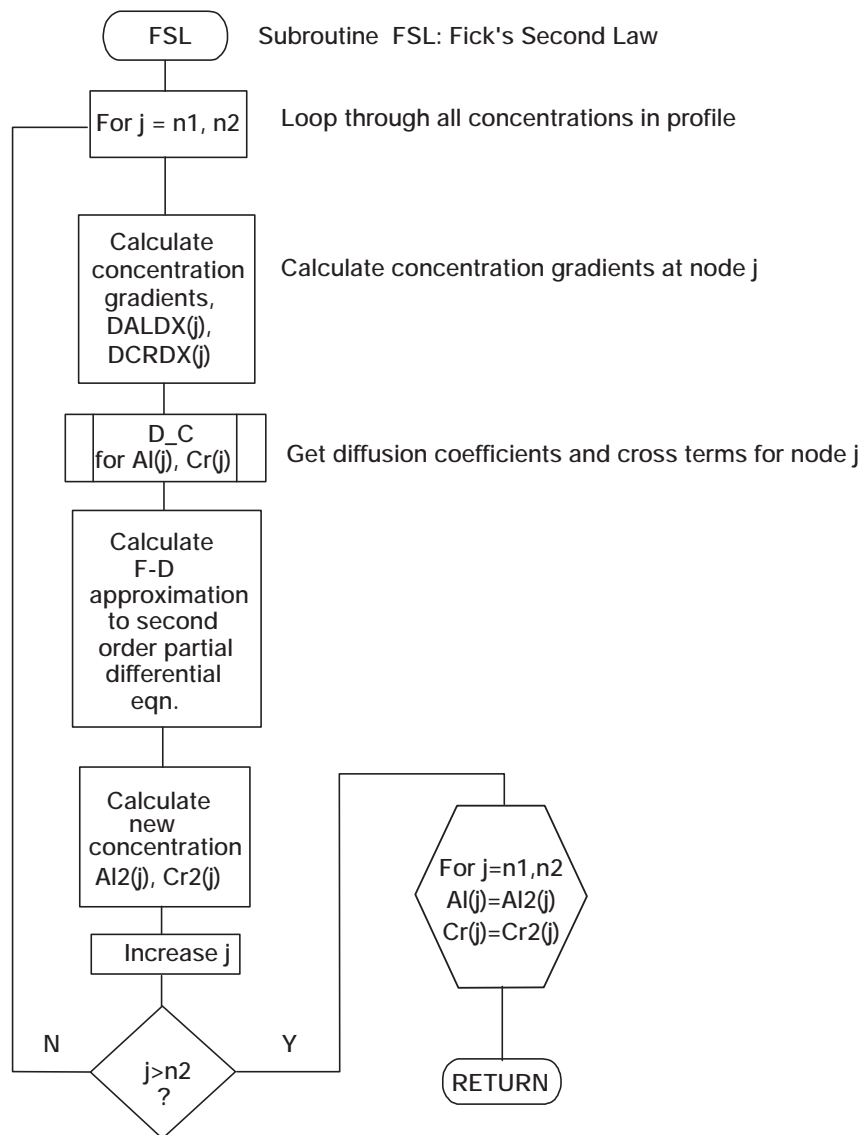 FSL
Subroutine FSL: Fick's Second Law
For j = n1, n2
Loop through all concentrations in profile
Calculate
concentration
gradients,
DALDX(j),
DCRDX(j)
Calculate concentration gradients at node j
D_C
for Al(j), Cr(j)
Get diffusion coefficients and cross terms for node j
Calculate
F-D
approximation
to second
order partial
differential
eqn.
Calculate
new
concentration
Al2(j), Cr2(j)
Increase j
N
j>n2
?
Y
For j=n1,n2
Al(j)=Al2(j)
Cr(j)=Cr2(j)
RETURN